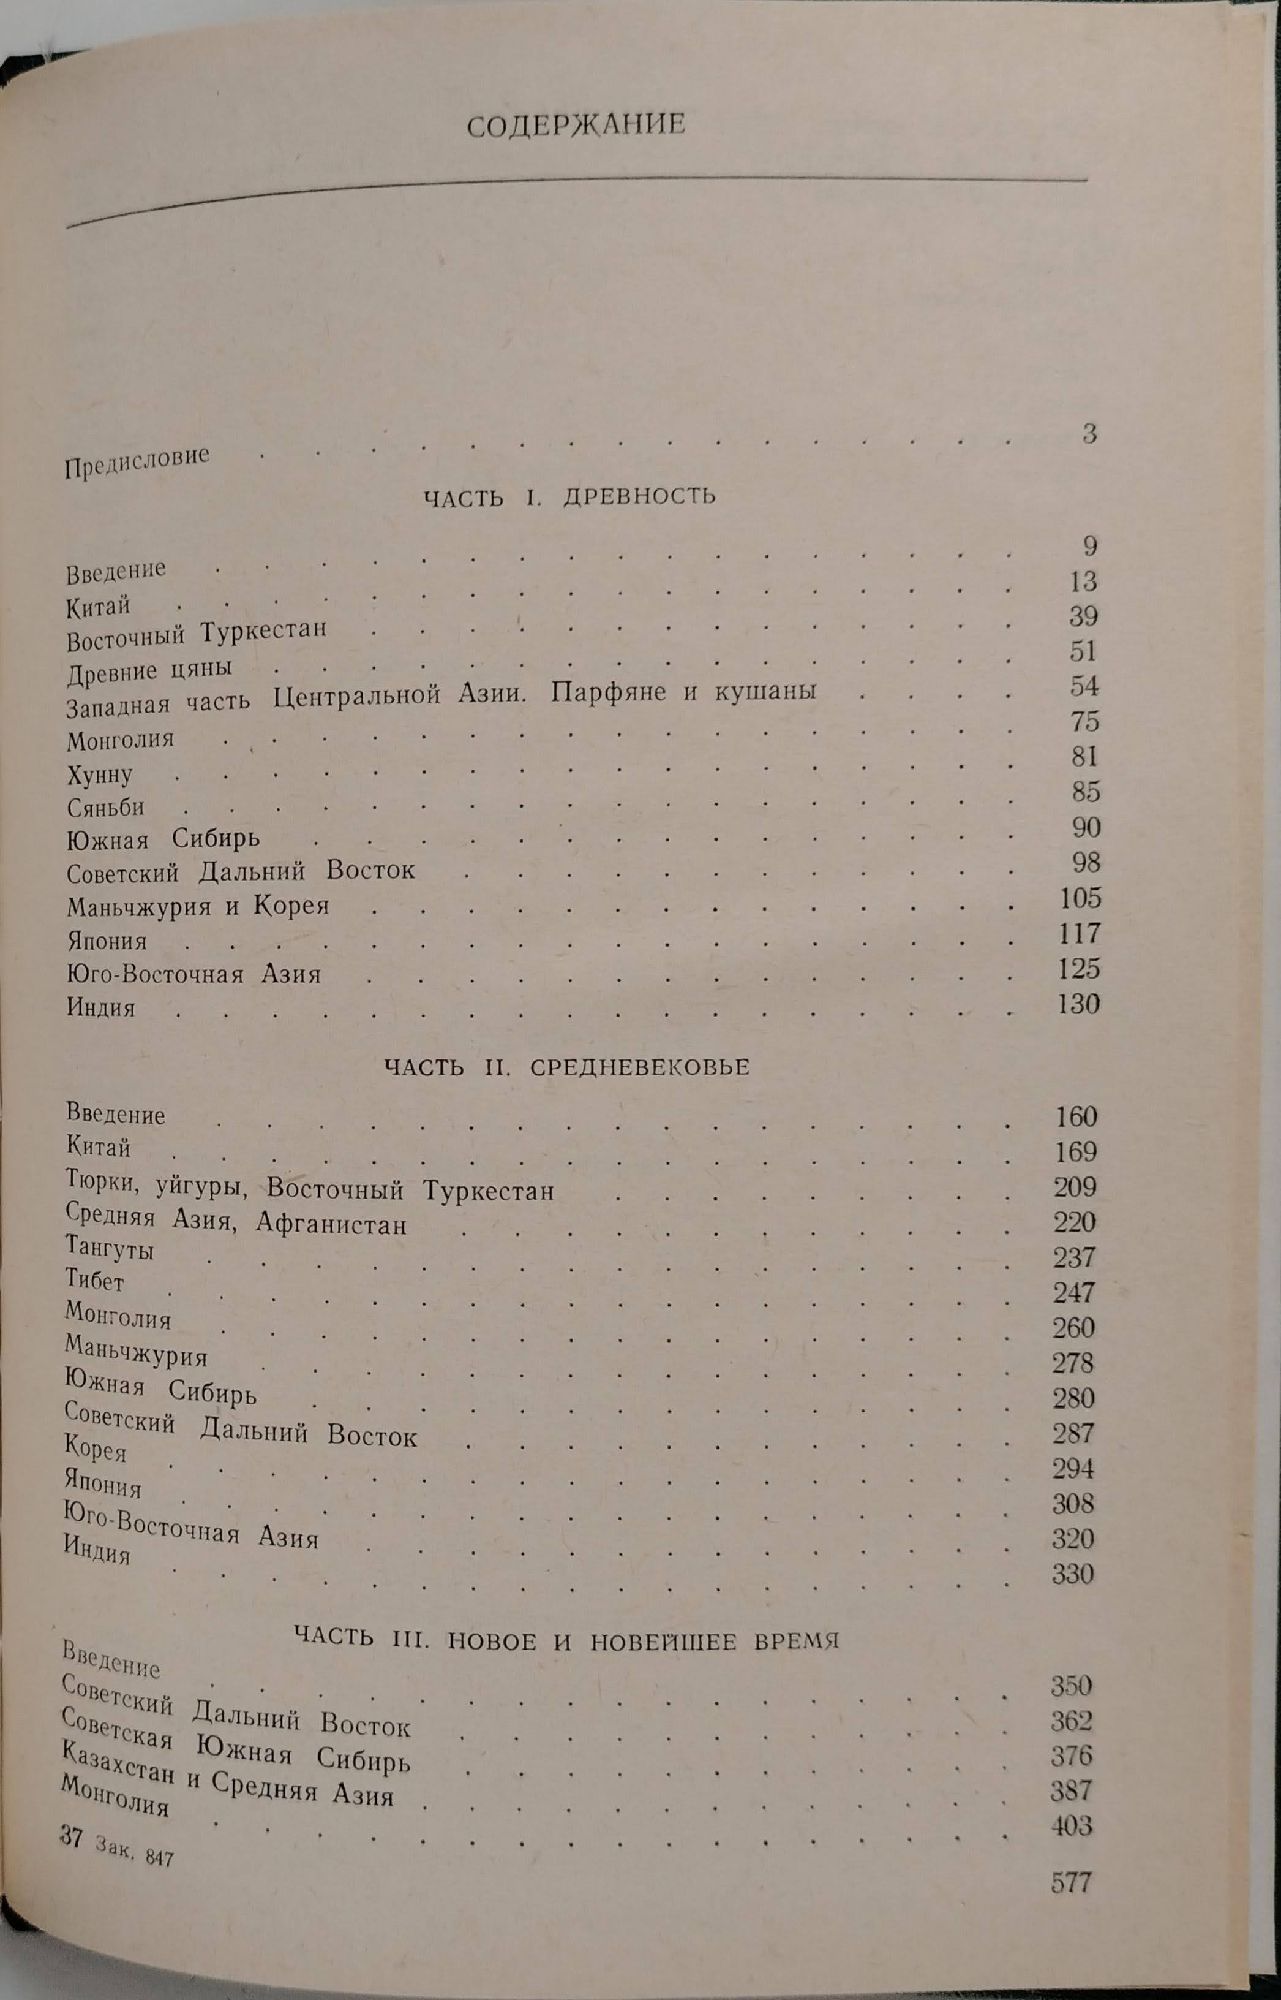 СОДЕРЖАНИЕ
Предисловие . . . . . . . . . . . . . . . 3
ЧАСТЬ I. ДРЕВНОСТЬ
Введение . . . . . . . . . . . . . . . . 9
Китай . . . . . . . . . . . . . . . . . 13
Восточный Туркестан . . . . . . . . . . . . . 39
Древние цяны . . . . . . . . . . . . . . . 51
Западная часть Центральной Азии. Парфяне и кушаны . . . . 54
Монголия . . . . . . . . . . . . . . . . 75
Хунну . . . . . . . . . . . . . . . . . 81
Сяньби . . . . . . . . . . . . . . . . . 85
Южная Сибирь . . . . . . . . . . . . . . 90
Советский Дальний Восток . . . . . . . . . . . 98
Маньчжурия и Корея . . . . . . . . . . . . . 105
Япония . . . . . . . . . . . . . . . . . 117
Юго-Восточная Азия . . . . . . . . . . . . . 125
Индия . . . . . . . . . . . . . . . . . 130
ЧАСТЬ II. СРЕДНЕВЕКОВЬЕ
Введение . . . . . . . . . . . . . . . . 160
Китай . . . . . . . . . . . . . . . . . 169
Тюрки, уйгуры, Восточный Туркестан . . . . . . . . 209
Средняя Азия, Афганистан . . . . . . . . . . . 220
Тангуты . . . . . . . . . . . . . . . . 237
Тибет . . . . . . . . . . . . . . . . . 247
Монголия . . . . . . . . . . . . . . . . 260
Маньчжурия . . . . . . . . . . . . . . . 278
Южная Сибирь . . . . . . . . . . . . . . 280
Советский Дальний Восток . . . . . . . . . . . 287
Корея . . . . . . . . . . . . . . . . . 294
Япония . . . . . . . . . . . . . . . . . 308
Юго-Восточная Азия . . . . . . . . . . . . . 320
Индия . . . . . . . . . . . . . . . . . 330
ЧАСТЬ III. НОВОЕ И НОВЕЙШЕЕ ВРЕМЯ
Введение . . . . . . . . . . . . . . . . 350
Советский Дальний Восток . . . . . . . . . . . 362
Советская Южная Сибирь . . . . . . . . . . . 376
Казахстан и Средняя Азия . . . . . . . . . . . . 387
Монголия . . . . . . . . . . . . . . . . 403
37 Зак. 847
577